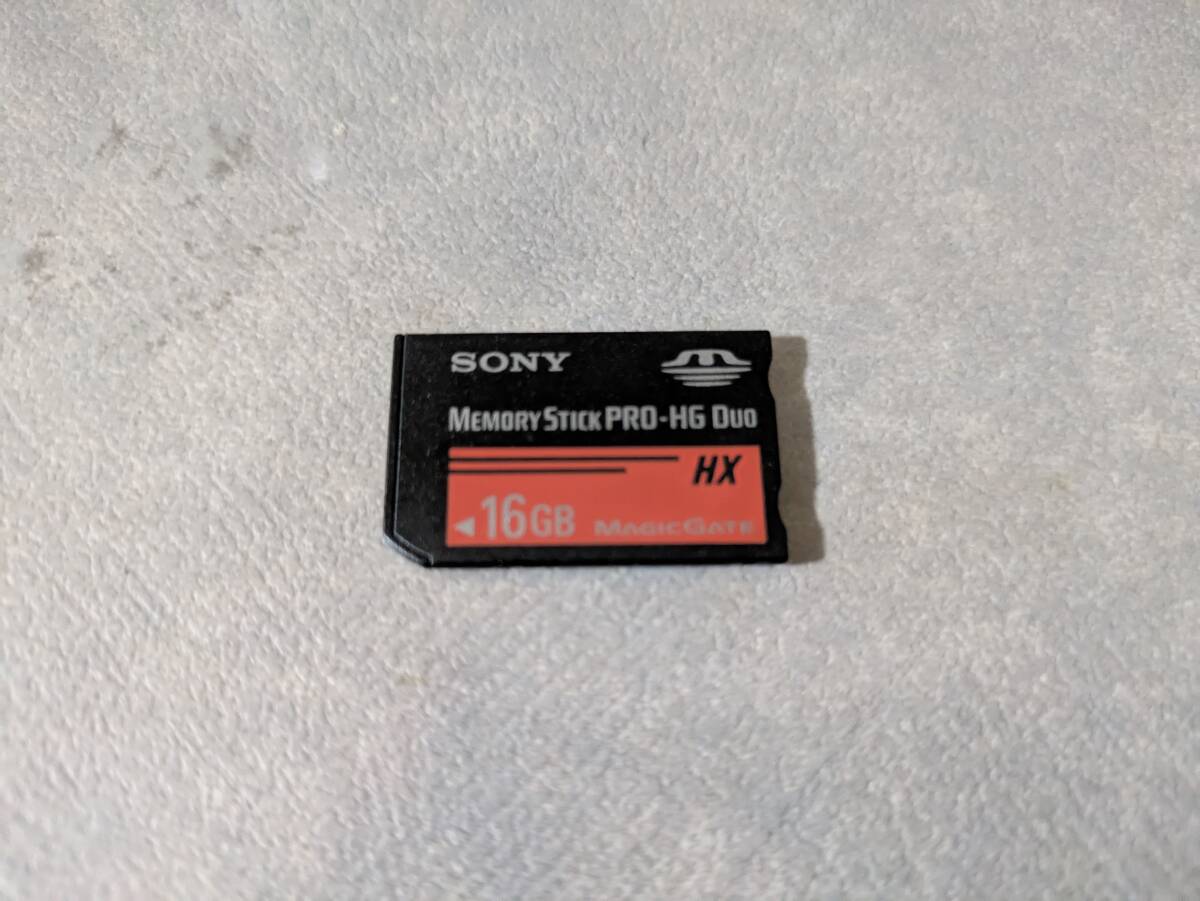 SONY
MEMORY STICK PRO-HG DUO
HX
16GB MAGICGATE